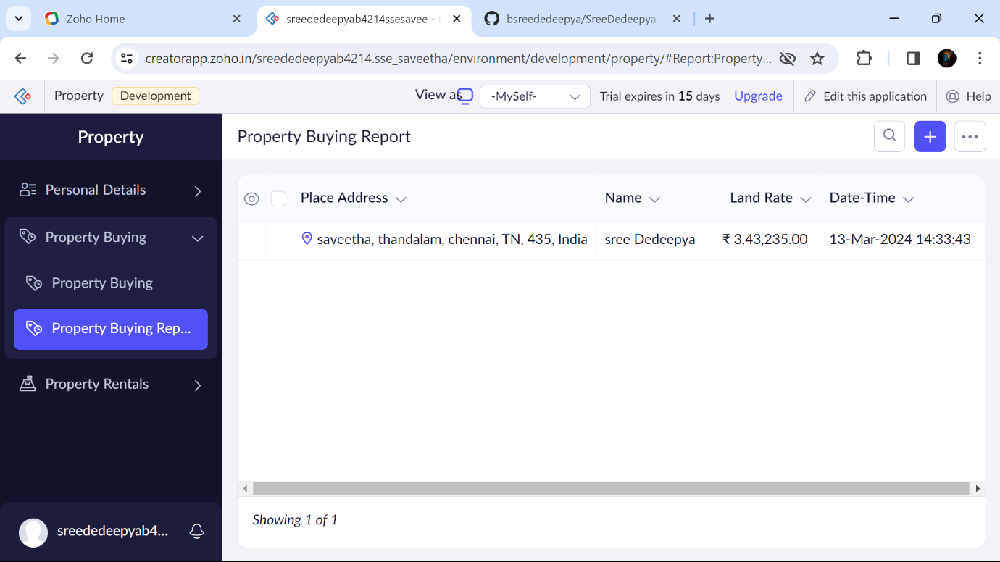 Zoho Home
sreededeepyab4214ssesavee -
bsreededeepya/SreeDedeepya-
creatorapp.zoho.in/sreededeepyab4214.sse_saveetha/environment/development/property/#Report:Property...
Property Development View as -MySelf- Trial expires in 15 days Upgrade Edit this application Help
Property
Property Buying Report
Personal Details
Property Buying
Property Buying
Property Buying Rep...
Property Rentals
Place Address Name Land Rate Date-Time
saveetha, thandalam, chennai, TN, 435, India sree Dedeepya ₹ 3,43,235.00 13-Mar-2024 14:33:43
Showing 1 of 1
sreededeepyab4...